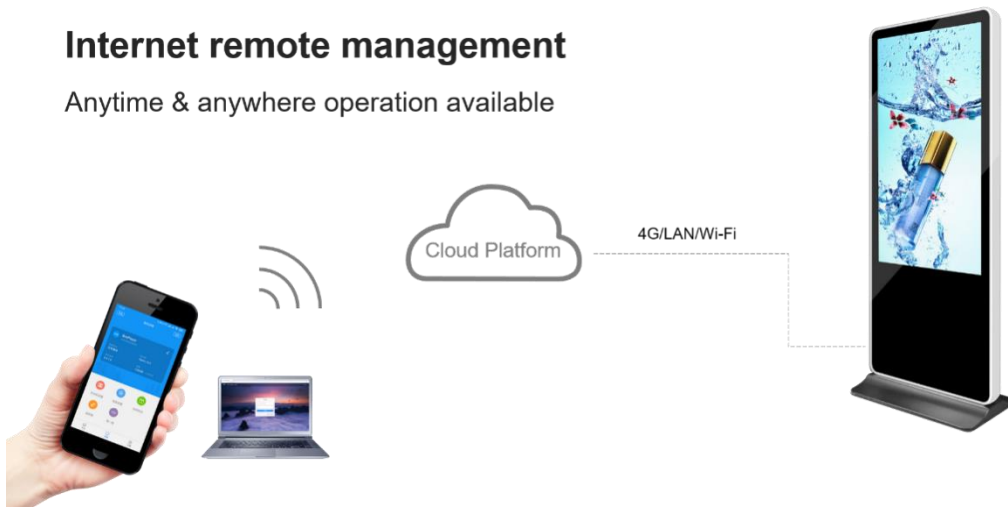 Internet remote management
Anytime & anywhere operation available
Cloud Platform
4G/LAN/Wi-Fi